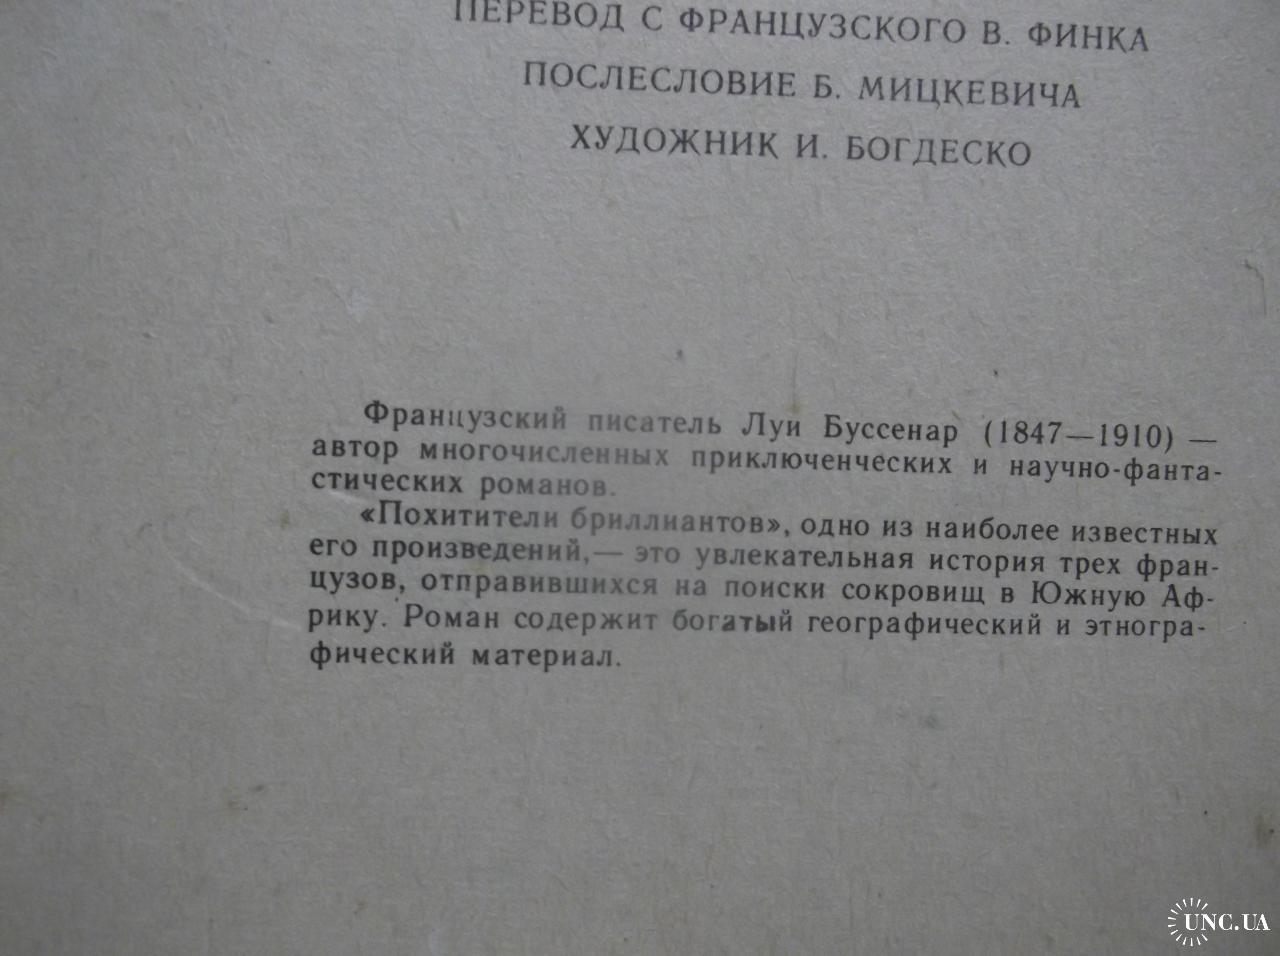 ПЕРЕВОД С ФРАНЦУЗСКОГО В. ФИНКА
ПОСЛЕСЛОВИЕ Б. МИЦКЕВИЧА
ХУДОЖНИК И. БОГДЕСКО
Французский писатель Луи Буссенар (1847—1910) —
автор многочисленных приключенческих и научно-фанта-
стических романов.
«Похитители бриллиантов», одно из наиболее известных
его произведений,— это увлекательная история трех фран-
цузов, отправившихся на поиски сокровищ в Южную Аф-
рику. Роман содержит богатый географический и этногра-
фический материал.
UNC.UA